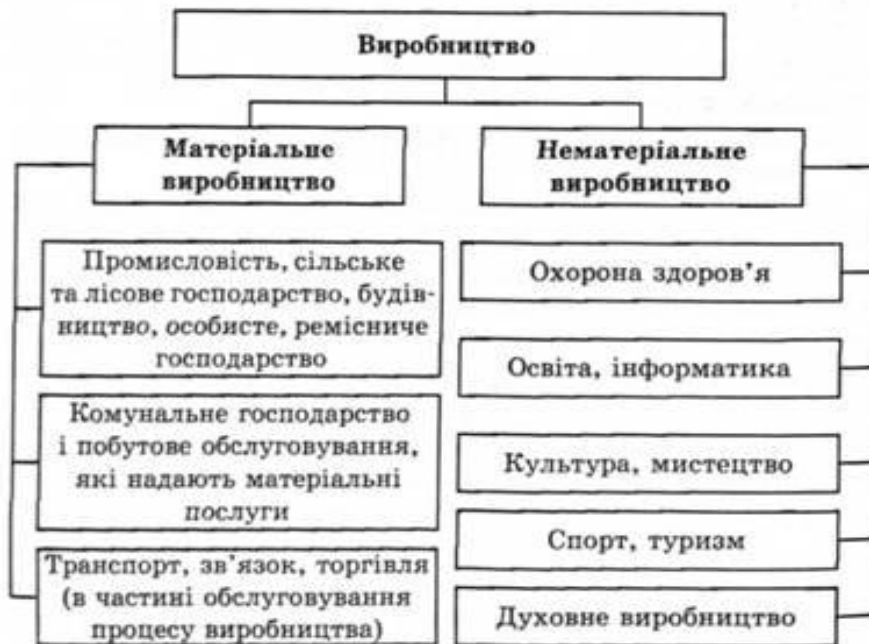 Виробництво
Матеріальне
виробництво
Нематеріальне
виробництво
Промисловість, сільське
та лісове господарство, будів-
ництво, особисте, ремісниче
господарство
Комунальне господарство
і побутове обслуговування,
які надають матеріальні
послуги
Транспорт, зв’язок, торгівля
(в частині обслуговування
процесу виробництва)
Охорона здоров’я
Освіта, інформатика
Культура, мистецтво
Спорт, туризм
Духовне виробництво